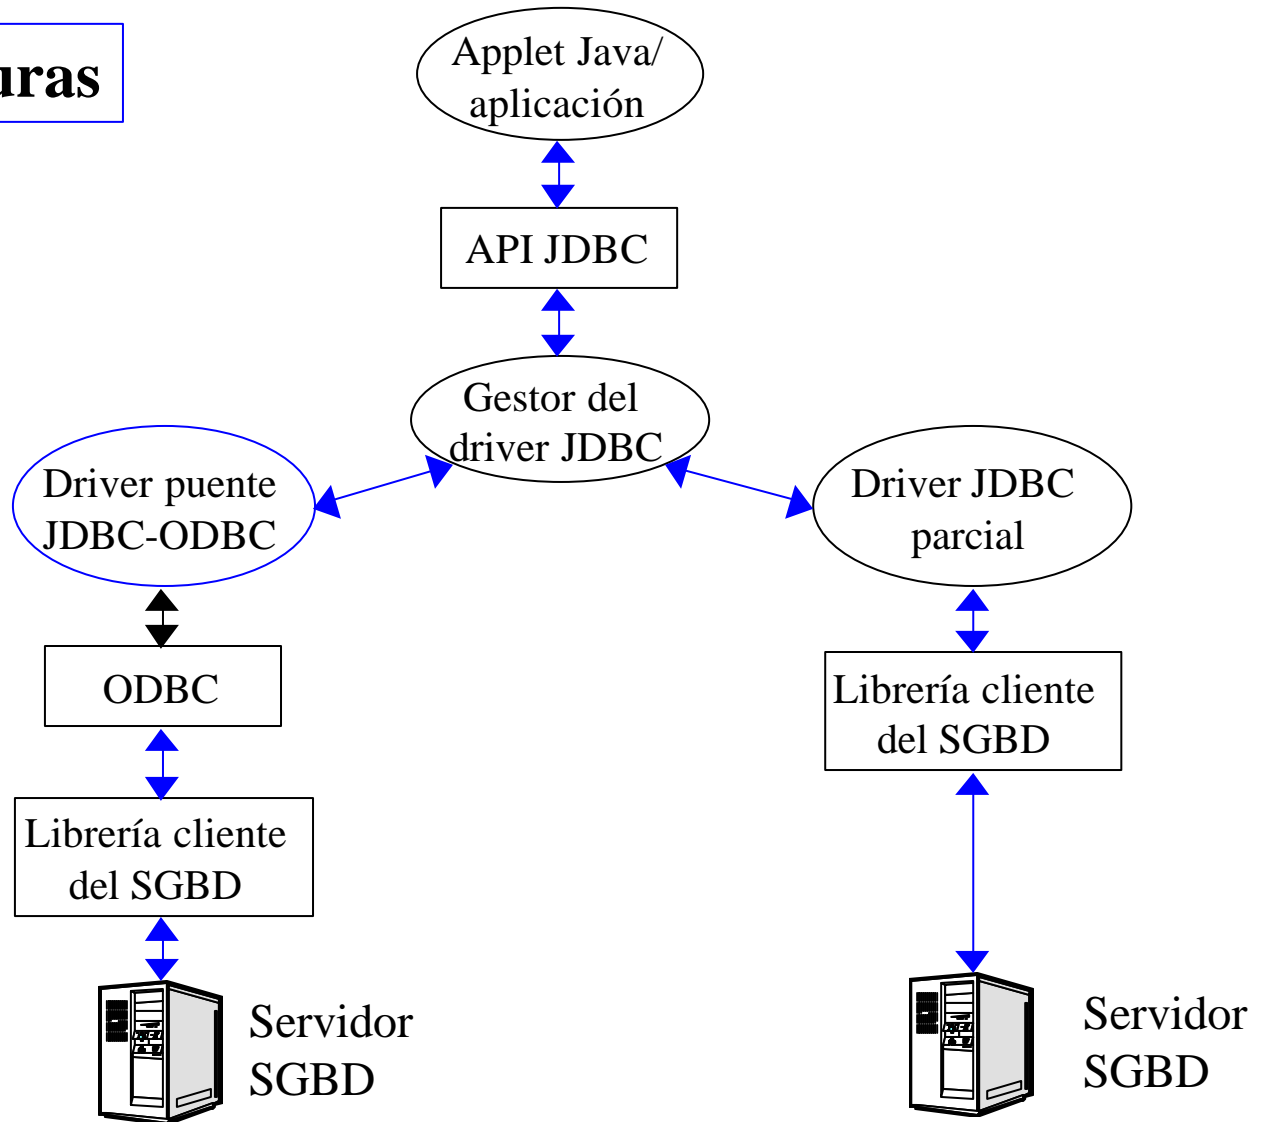 uras
Applet Java/
aplicación
API JDBC
Gestor del
driver JDBC
Driver puente
JDBC-ODBC
Driver JDBC
parcial
ODBC
Librería cliente
del SGBD
Librería cliente
del SGBD
Servidor
SGBD
Servidor
SGBD